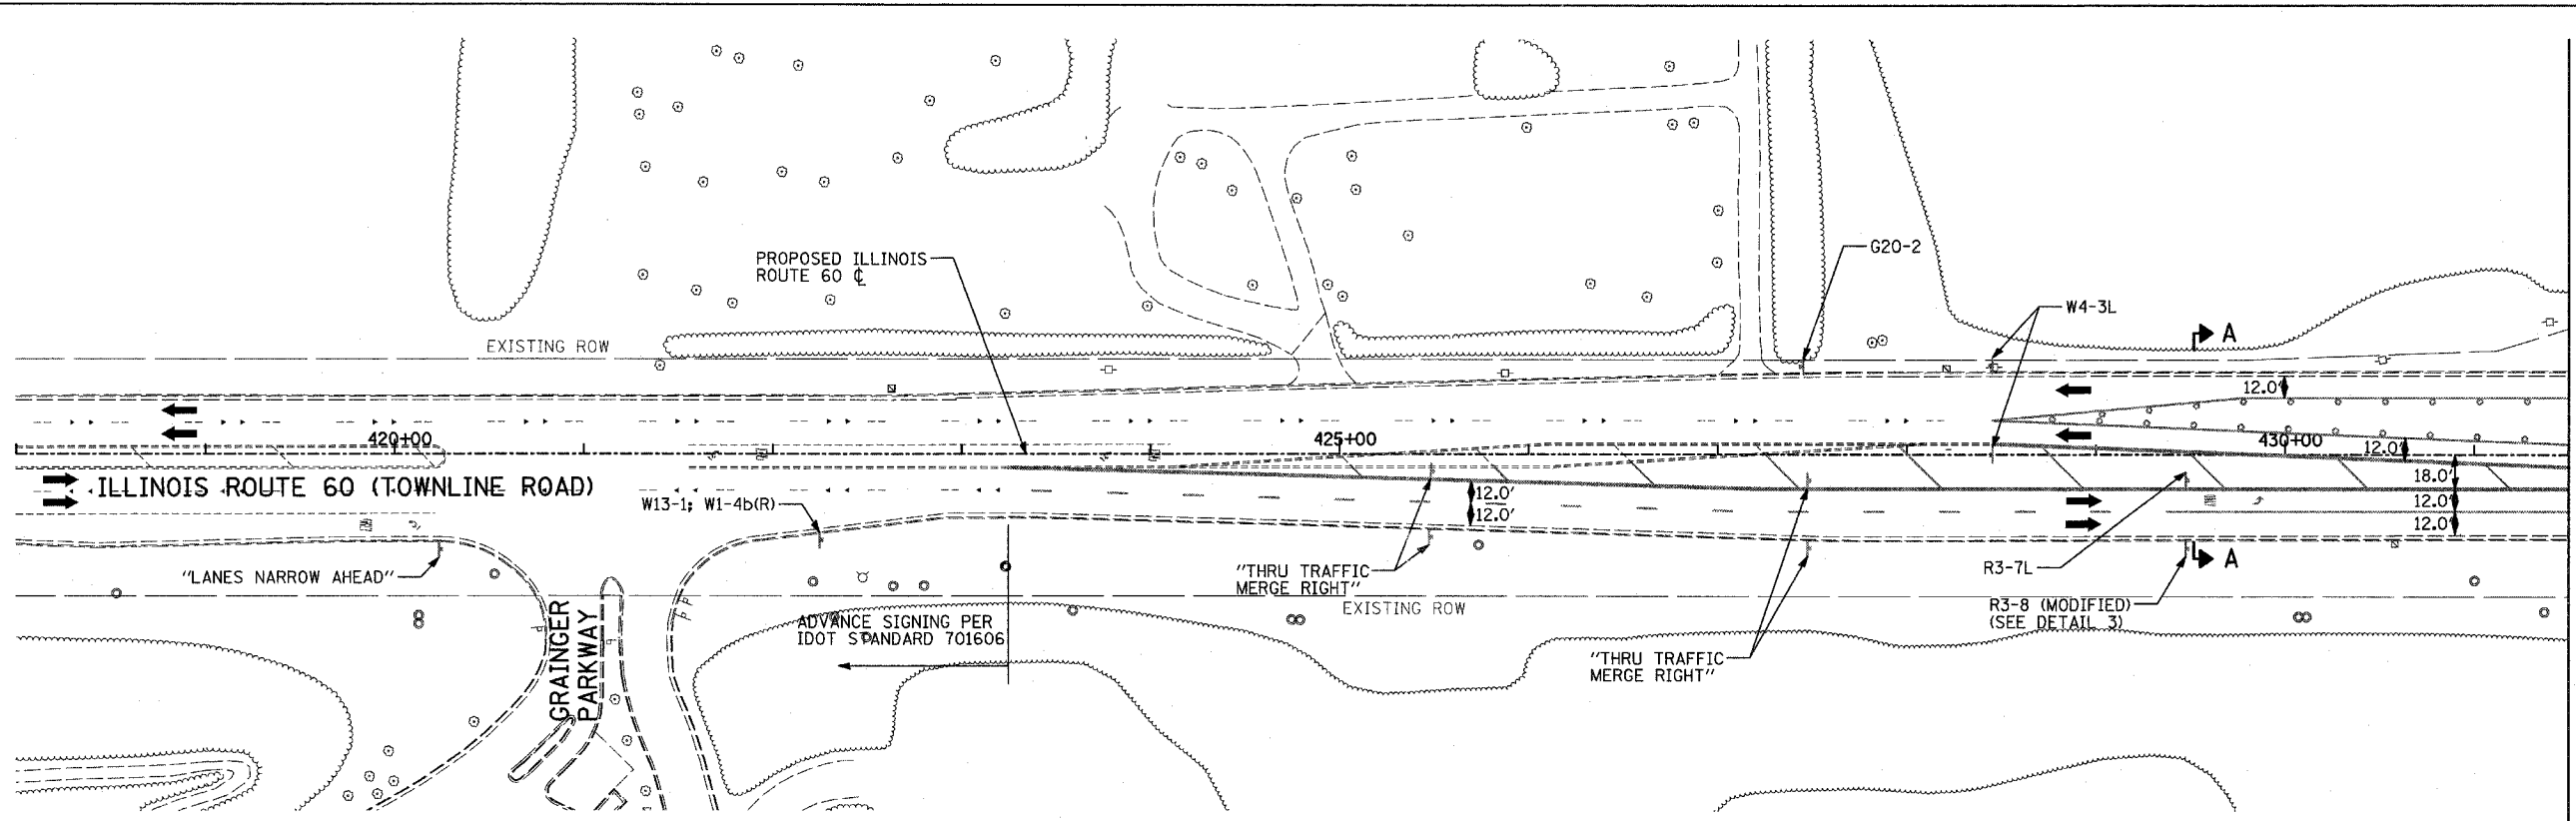 G20-2
PROPOSED ILLINOIS
ROUTE 60 ℄
W4-3L
A
EXISTING ROW
12.0'
420+00
425+00
430+00
12.0'
18.0'
ILLINOIS ROUTE 60 (TOWNLINE ROAD)
W13-1; W1-4b(R)
12.0'
12.0'
12.0'
12.0'
"LANES NARROW AHEAD"
"THRU TRAFFIC
MERGE RIGHT"
R3-7L
A
EXISTING ROW
R3-8 (MODIFIED)
(SEE DETAIL 3)
GRAINGER
PARKWAY
ADVANCE SIGNING PER
IDOT STANDARD 701606
"THRU TRAFFIC
MERGE RIGHT"